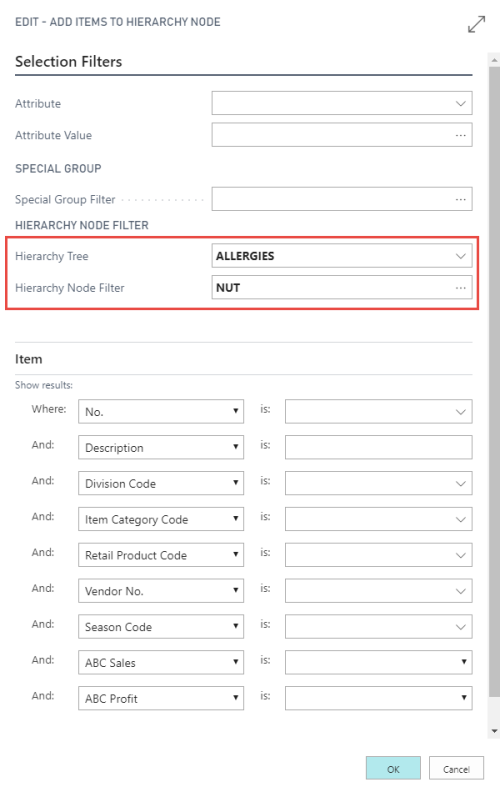 EDIT - ADD ITEMS TO HIERARCHY NODE
Selection Filters
Attribute
Attribute Value ...
SPECIAL GROUP
Special Group Filter · · · · · · · · · · · · ...
HIERARCHY NODE FILTER
Hierarchy Tree ALLERGIES
Hierarchy Node Filter NUT ...
Item
Show results:
Where: No. is:
And: Description is:
And: Division Code is:
And: Item Category Code is:
And: Retail Product Code is:
And: Vendor No. is:
And: Season Code is:
And: ABC Sales is:
And: ABC Profit is:
OK Cancel